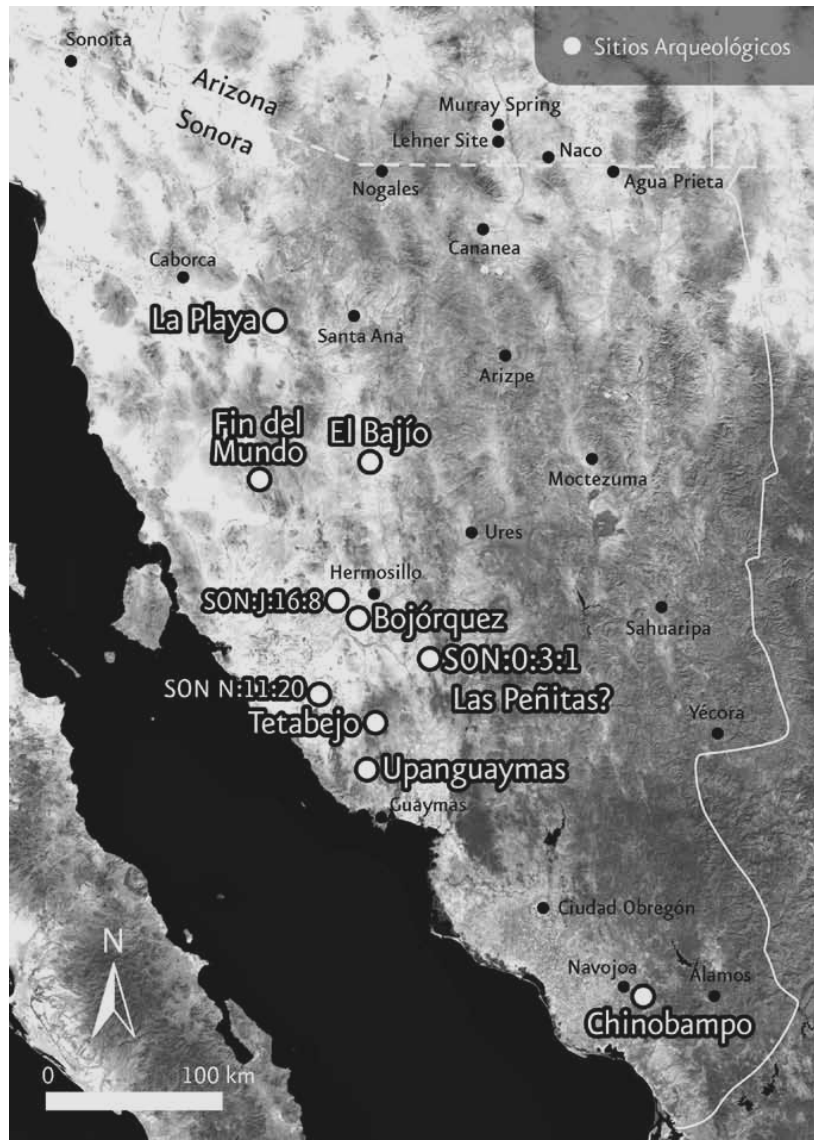 Sonoita
Sitios Arqueológicos
Arizona
Sonora
Murray Spring
Lehner Site
Naco
Nogales
Agua Prieta
Cananea
Caborca
La Playa
Santa Ana
Arizpe
Fin del
Mundo
El Bajío
Moctezuma
Ures
Hermosillo
SON:J:16:8
Bojórquez
Sahuaripa
SON:0:3:1
Las Peñitas?
SON N:11:20
Tetabejo
Yécora
Upanguaymas
Guaymas
Ciudad Obregón
N
Navojoa
Álamos
Chinobampo
0 100 km